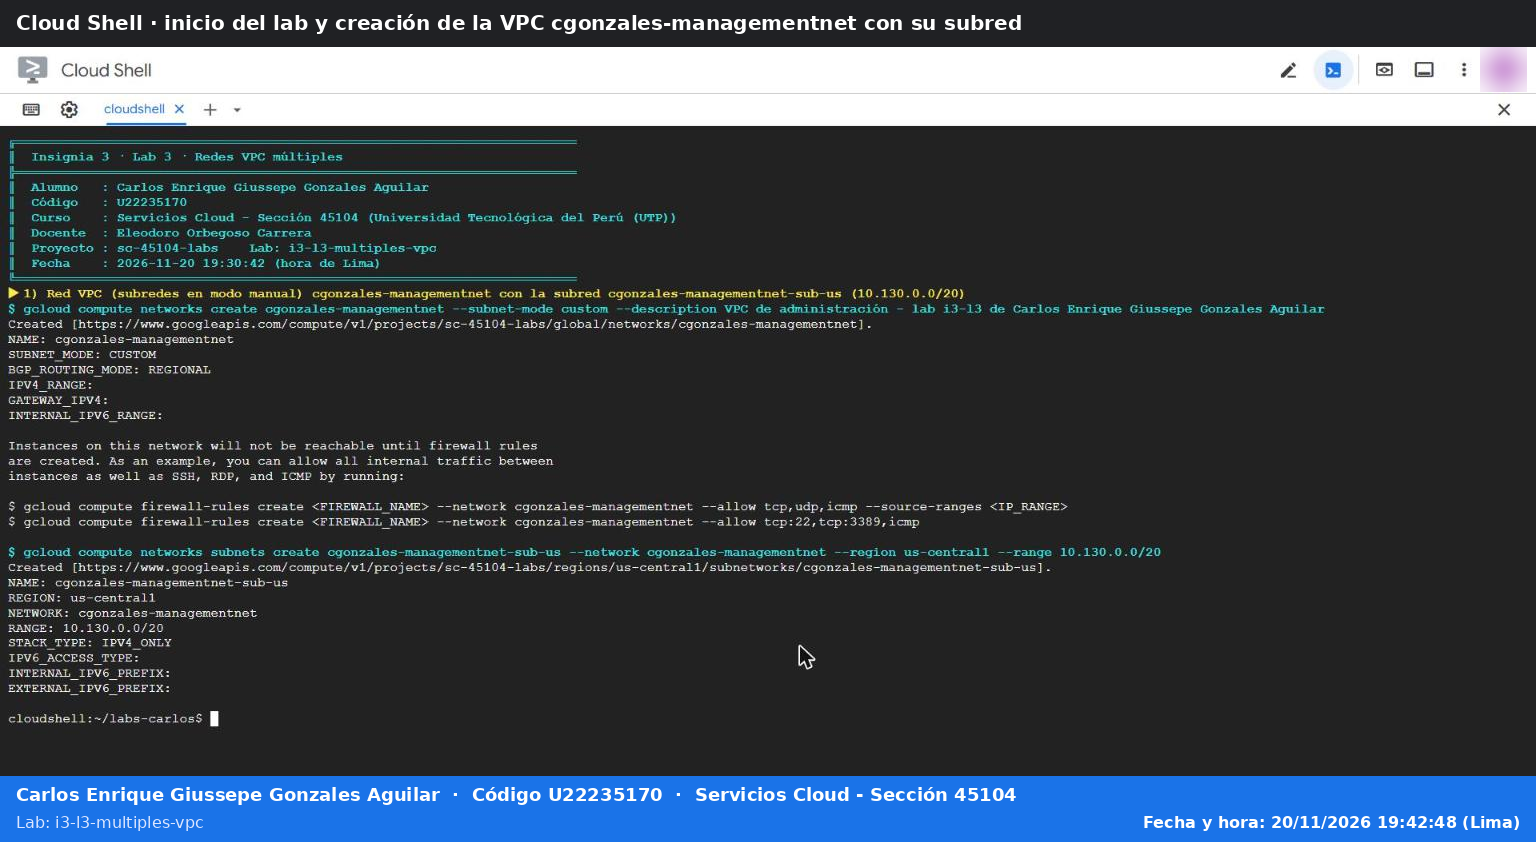 Cloud Shell · inicio del lab y creación de la VPC cgonzales-managementnet con su subred
Cloud Shell
cloudshell
Insignia 3 · Lab 3 · Redes VPC múltiples
Alumno : Carlos Enrique Giussepe Gonzales Aguilar
Código : U22235170
Curso : Servicios Cloud - Sección 45104 (Universidad Tecnológica del Perú (UTP))
Docente : Eleodoro Orbegoso Carrera
Proyecto : sc-45104-labs Lab: i3-l3-multiples-vpc
Fecha : 2026-11-20 19:30:42 (hora de Lima)
▶ 1) Red VPC (subredes en modo manual) cgonzales-managementnet con la subred cgonzales-managementnet-sub-us (10.130.0.0/20)
$ gcloud compute networks create cgonzales-managementnet --subnet-mode custom --description VPC de administración - lab i3-l3 de Carlos Enrique Giussepe Gonzales Aguilar
Created [https://www.googleapis.com/compute/v1/projects/sc-45104-labs/global/networks/cgonzales-managementnet].
NAME: cgonzales-managementnet
SUBNET_MODE: CUSTOM
BGP_ROUTING_MODE: REGIONAL
IPV4_RANGE:
GATEWAY_IPV4:
INTERNAL_IPV6_RANGE:
Instances on this network will not be reachable until firewall rules
are created. As an example, you can allow all internal traffic between
instances as well as SSH, RDP, and ICMP by running:
$ gcloud compute firewall-rules create <FIREWALL_NAME> --network cgonzales-managementnet --allow tcp,udp,icmp --source-ranges <IP_RANGE>
$ gcloud compute firewall-rules create <FIREWALL_NAME> --network cgonzales-managementnet --allow tcp:22,tcp:3389,icmp
$ gcloud compute networks subnets create cgonzales-managementnet-sub-us --network cgonzales-managementnet --region us-central1 --range 10.130.0.0/20
Created [https://www.googleapis.com/compute/v1/projects/sc-45104-labs/regions/us-central1/subnetworks/cgonzales-managementnet-sub-us].
NAME: cgonzales-managementnet-sub-us
REGION: us-central1
NETWORK: cgonzales-managementnet
RANGE: 10.130.0.0/20
STACK_TYPE: IPV4_ONLY
IPV6_ACCESS_TYPE:
INTERNAL_IPV6_PREFIX:
EXTERNAL_IPV6_PREFIX:
cloudshell:~/labs-carlos$
Carlos Enrique Giussepe Gonzales Aguilar · Código U22235170 · Servicios Cloud - Sección 45104
Lab: i3-l3-multiples-vpc
Fecha y hora: 20/11/2026 19:42:48 (Lima)